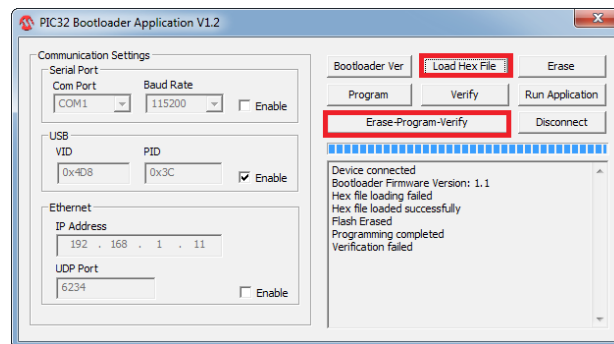 PIC32 Bootloader Application V1.2
Communication Settings
Serial Port
Com Port Baud Rate
COM1 115200 Enable
USB
VID PID
0x4D8 0x3C Enable
Ethernet
IP Address
192 . 168 . 1 . 11
UDP Port
6234 Enable
Bootloader Ver Load Hex File Erase
Program Verify Run Application
Erase-Program-Verify Disconnect
Device connected
Bootloader Firmware Version: 1.1
Hex file loading failed
Hex file loaded successfully
Flash Erased
Programming completed
Verification failed